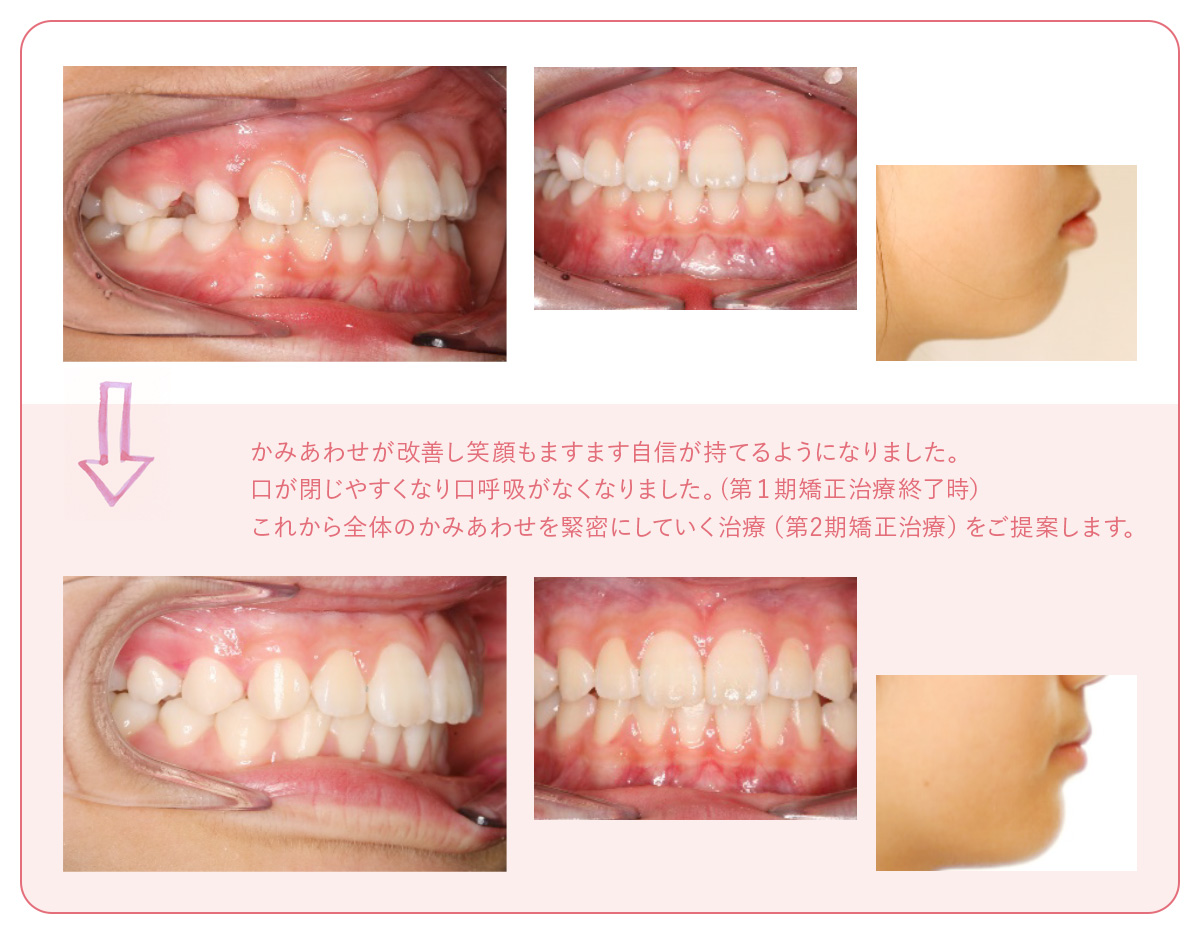 かみあわせが改善し笑顔もますます自信が持てるようになりました。
口が閉じやすくなり口呼吸がなくなりました。（第１期矯正治療終了時）
これから全体のかみあわせを緊密にしていく治療（第2期矯正治療）をご提案します。